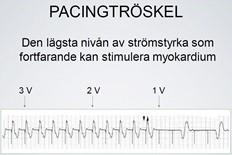 PACINGTRÖSKEL
Den lägsta nivån av strömstyrka som
fortfarande kan stimulera myokardium
3 V 2 V 1 V